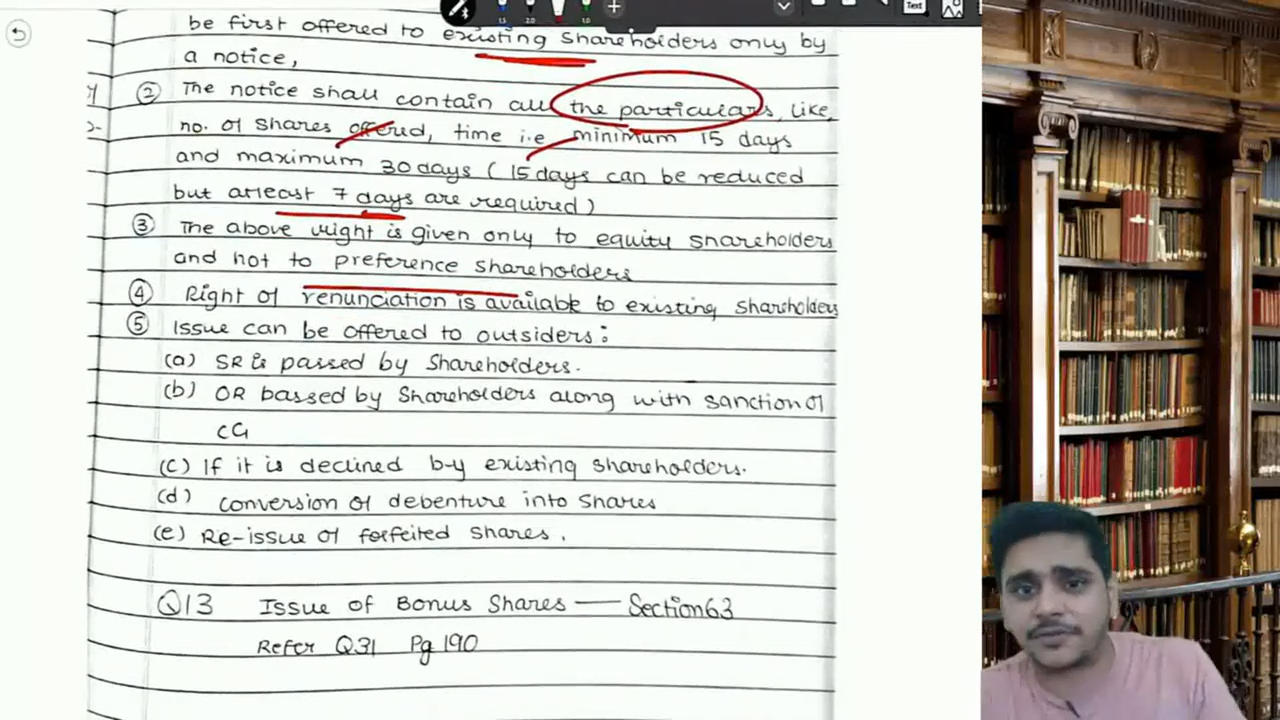 be first offered to existing shareholders only by
a notice,
② The notice shall contain all the particulars, like,
no. of shares offered, time i.e minimum 15 days
and maximum 30 days ( 15 days can be reduced
but atleast 7 days are required)
③ The above right is given only to equity shareholders
and not to preference shareholders
④ Right of renunciation is available to existing shareholders
⑤ Issue can be offered to outsiders:
(a) SR is passed by shareholders.
(b) OR passed by shareholders along with sanction of
CG
(c) If it is declined by existing shareholders.
(d) conversion of debenture into shares
(e) Re-issue of forfeited shares.
Q13 Issue of Bonus Shares — Section 63
Refer Q31 Pg 190
Text